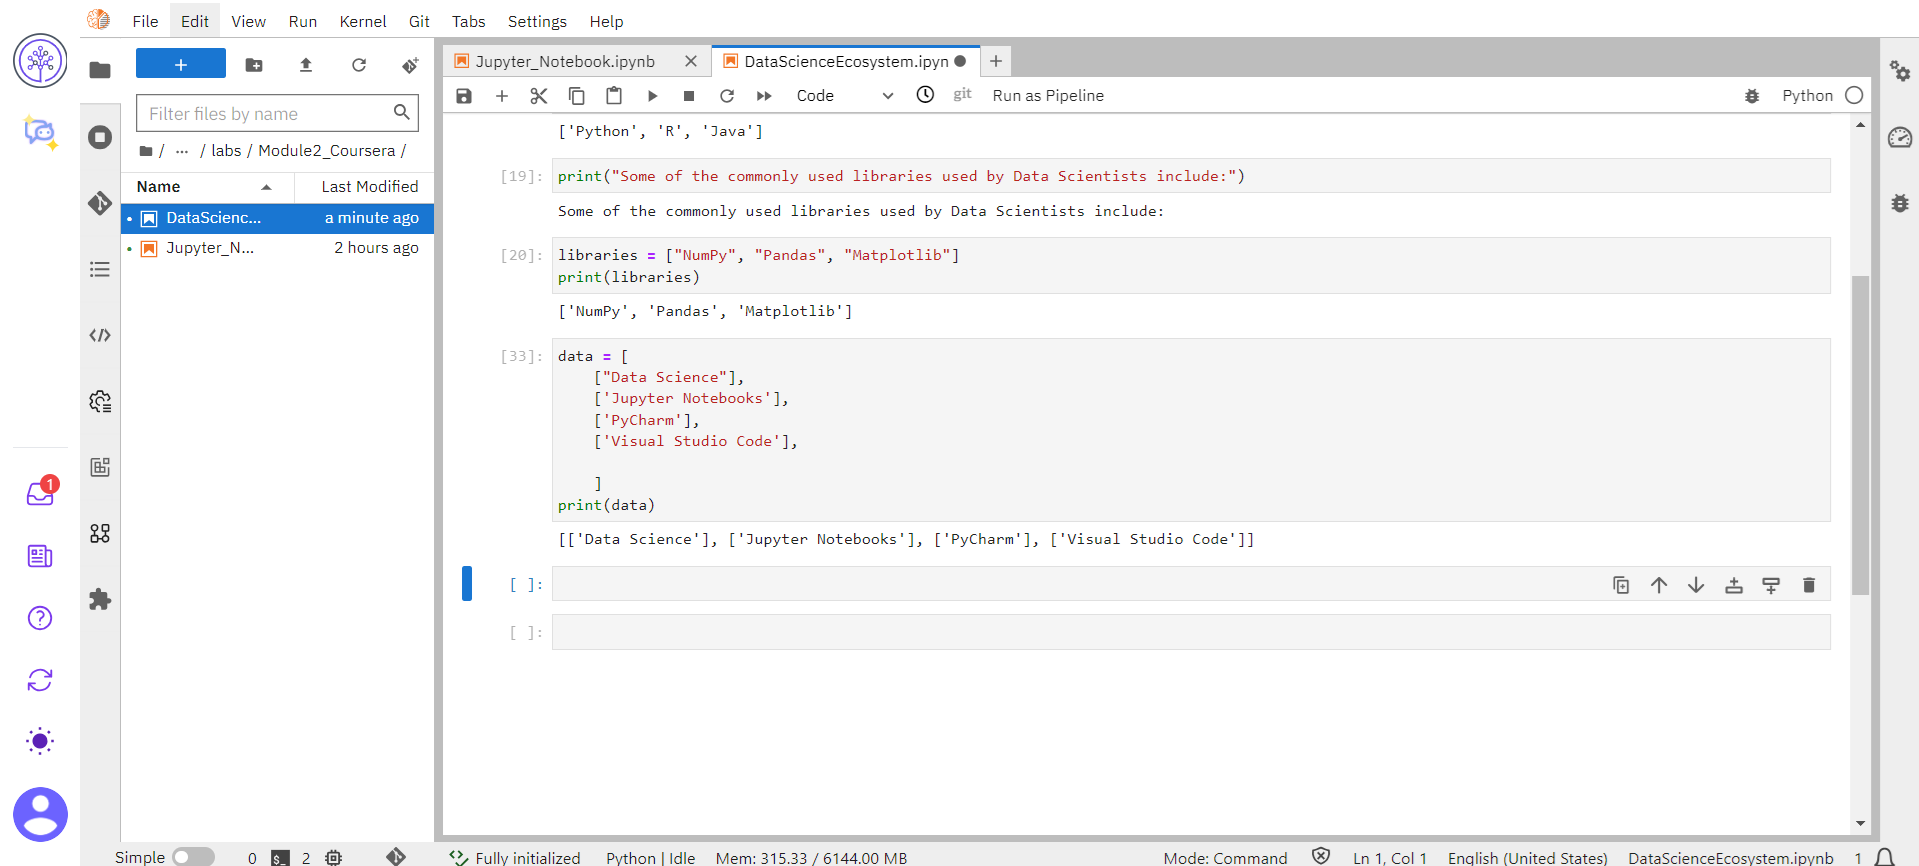 File Edit View Run Kernel Git Tabs Settings Help
Jupyter_Notebook.ipynb
DataScienceEcosystem.ipyn
Code
git
Run as Pipeline
Python
Filter files by name
/ ... / labs / Module2_Coursera /
Name Last Modified
DataScienc... a minute ago
Jupyter_N... 2 hours ago
1
['Python', 'R', 'Java']
[19]: print("Some of the commonly used libraries used by Data Scientists include:")
Some of the commonly used libraries used by Data Scientists include:
[20]: libraries = ["NumPy", "Pandas", "Matplotlib"]
print(libraries)
['NumPy', 'Pandas', 'Matplotlib']
[33]: data = [
["Data Science"],
['Jupyter Notebooks'],
['PyCharm'],
['Visual Studio Code'],
]
print(data)
[['Data Science'], ['Jupyter Notebooks'], ['PyCharm'], ['Visual Studio Code']]
[ ]:
[ ]:
Simple 0 $_ 2 Fully initialized Python | Idle Mem: 315.33 / 6144.00 MB Mode: Command Ln 1, Col 1 English (United States) DataScienceEcosystem.ipynb 1